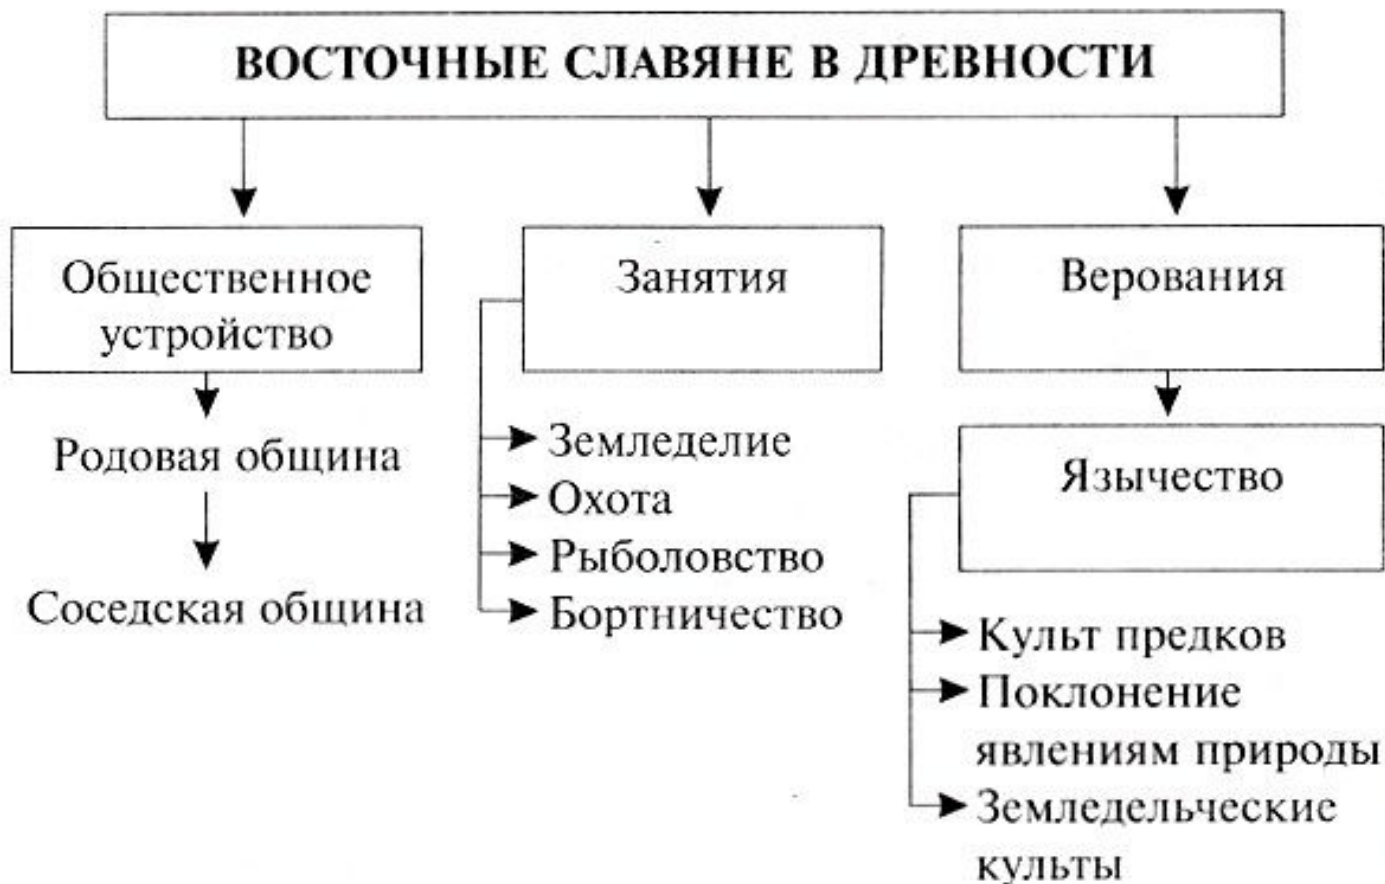 ВОСТОЧНЫЕ СЛАВЯНЕ В ДРЕВНОСТИ
Общественное
устройство
Родовая община
Соседская община
Занятия
Земледелие
Охота
Рыболовство
Бортничество
Верования
Язычество
Культ предков
Поклонение
явлениям природы
Земледельческие
культы